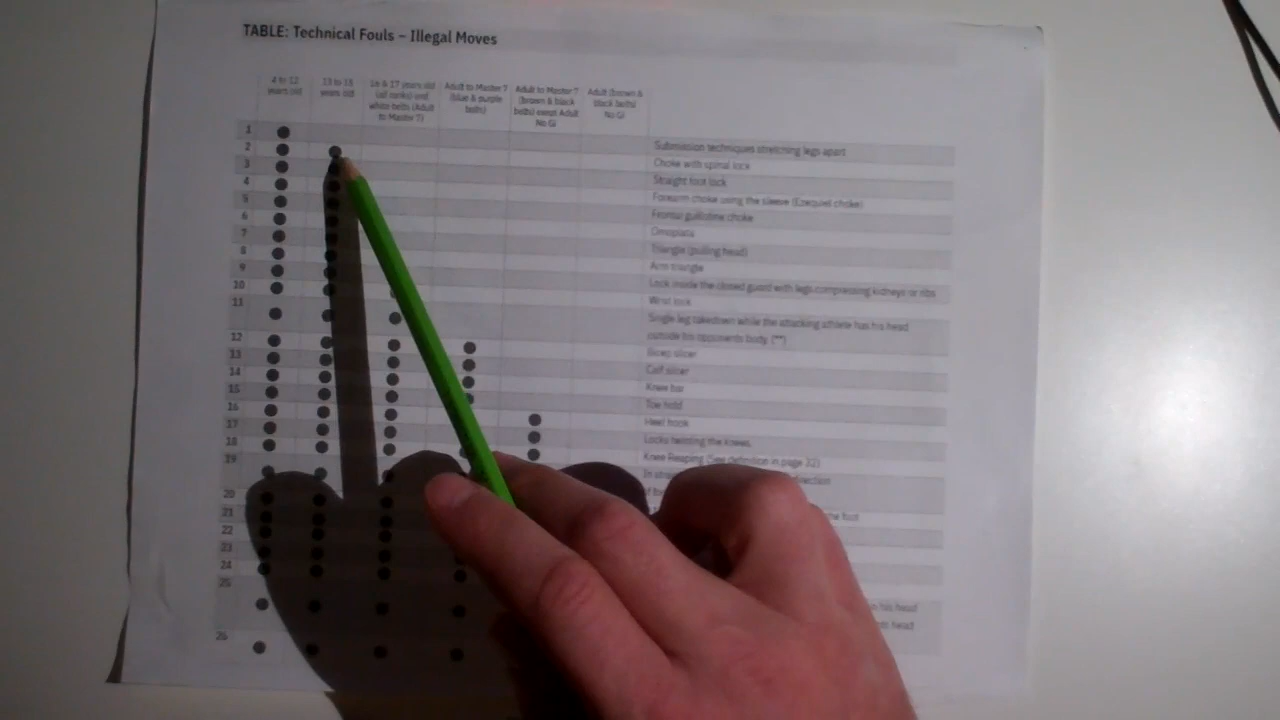 TABLE: Technical Fouls – Illegal Moves
4 to 12 years old
13 to 15 years old
16 & 17 years old (all ranks) and white belts (Adult to Master 7)
Adult to Master 7 (blue & purple belts)
Adult to Master 7 (brown & black belts) except Adult No Gi
Adult (brown & black belts) No Gi
1
2 Submission techniques stretching legs apart
3 Choke with spinal lock
4 Straight foot lock
5 Forearm choke using the sleeve (Ezequiel choke)
6 Frontal guillotine choke
7 Omoplata
8 Triangle (pulling head)
9 Arm triangle
10 Lock inside the closed guard with legs compressing kidneys or ribs
11 Wrist lock
Single leg takedown while the attacking athlete has his head
12 outside his opponents body (**)
13 Bicep slicer
14 Calf slicer
15 Knee bar
16 Toe hold
17 Heel hook
18 Locks twisting the knees
19 Knee Reaping (See definition in page 32)
In
20
21 foot
22
23
24
25
in his head
head
26